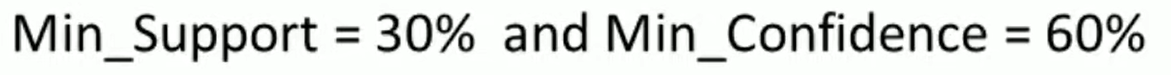 Min_Support = 30% and Min_Confidence = 60%